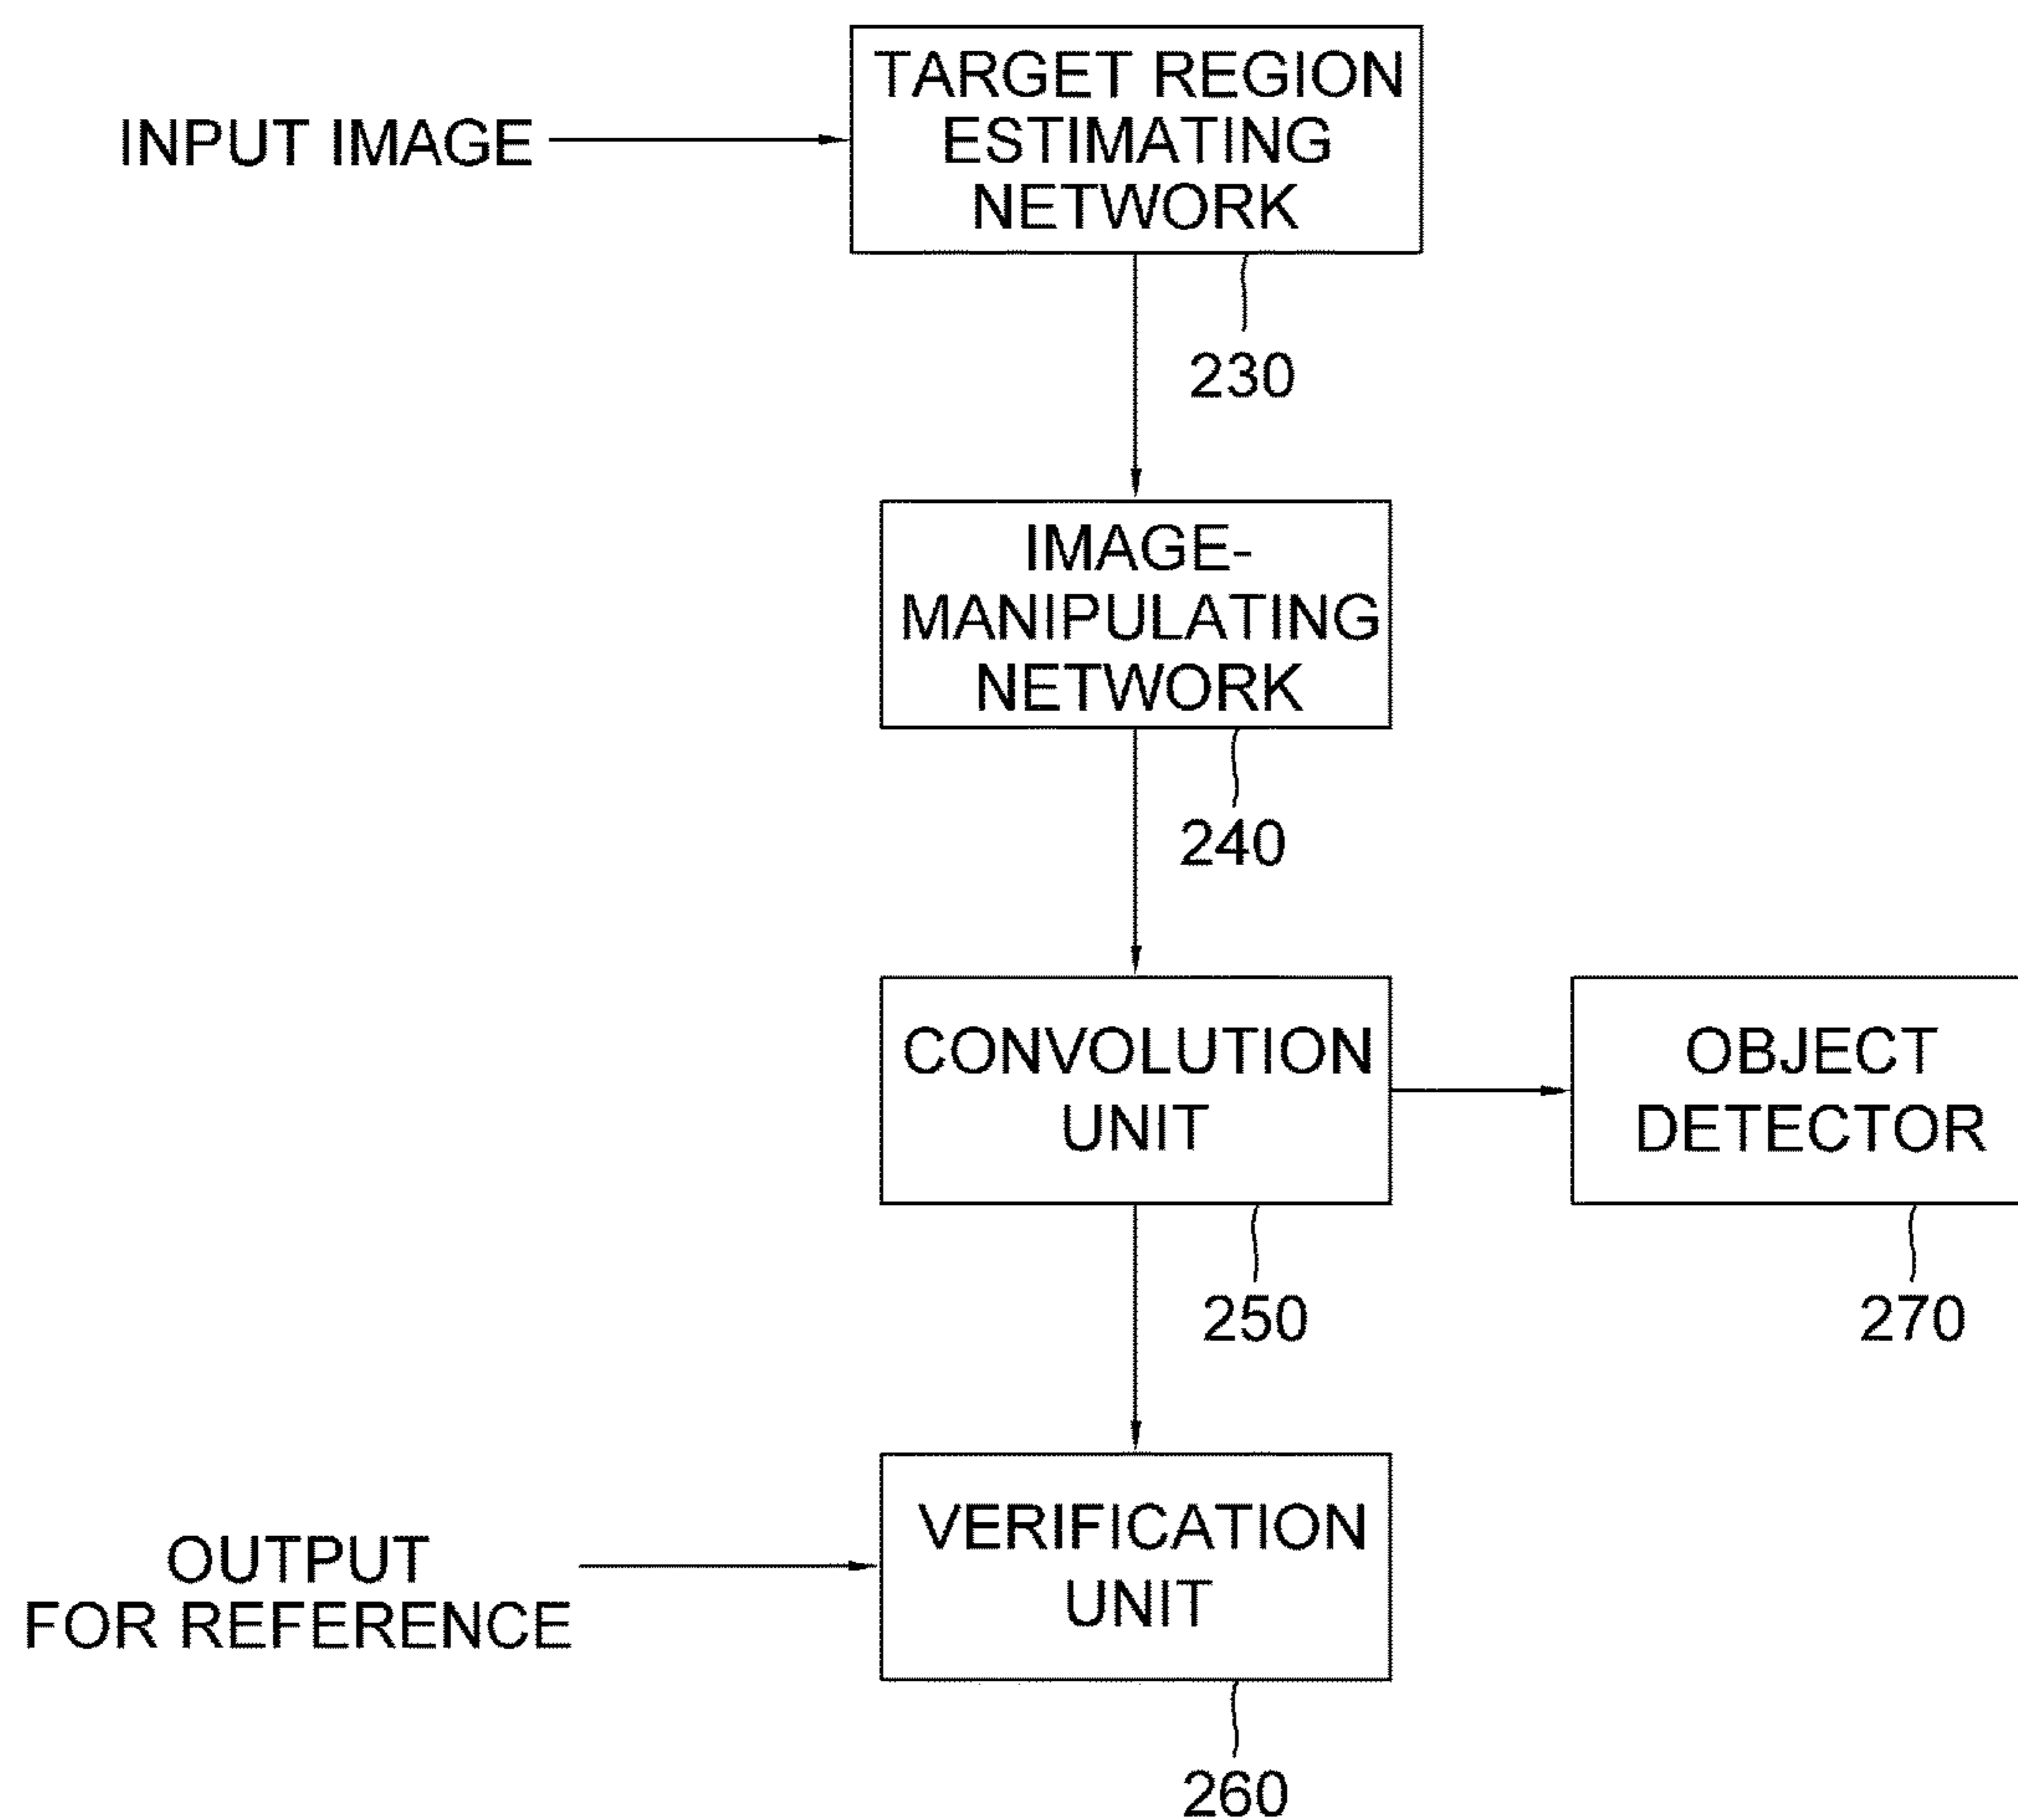 TARGET REGION
ESTIMATING
NETWORK
INPUT IMAGE
230
IMAGE-
MANIPULATING
NETWORK
240
CONVOLUTION
UNIT
OBJECT
DETECTOR
250
270
VERIFICATION
UNIT
OUTPUT
FOR REFERENCE
260